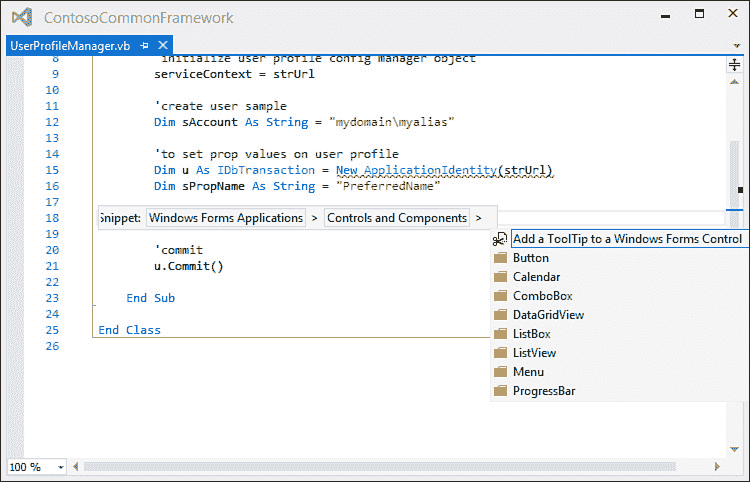 ContosoCommonFramework
UserProfileManager.vb
8 'initialize user profile config manager object
9 serviceContext = strUrl
10
11 'create user sample
12 Dim sAccount As String = "mydomain\myalias"
13
14 'to set prop values on user profile
15 Dim u As IDbTransaction = New ApplicationIdentity(strUrl)
16 Dim sPropName As String = "PreferredName"
17
18 Snippet: Windows Forms Applications > Controls and Components >
19 Add a ToolTip to a Windows Forms Control
20 'commit Button
21 u.Commit() Calendar
22 ComboBox
23 End Sub DataGridView
24 ListBox
25 End Class ListView
26 Menu
ProgressBar
100 %